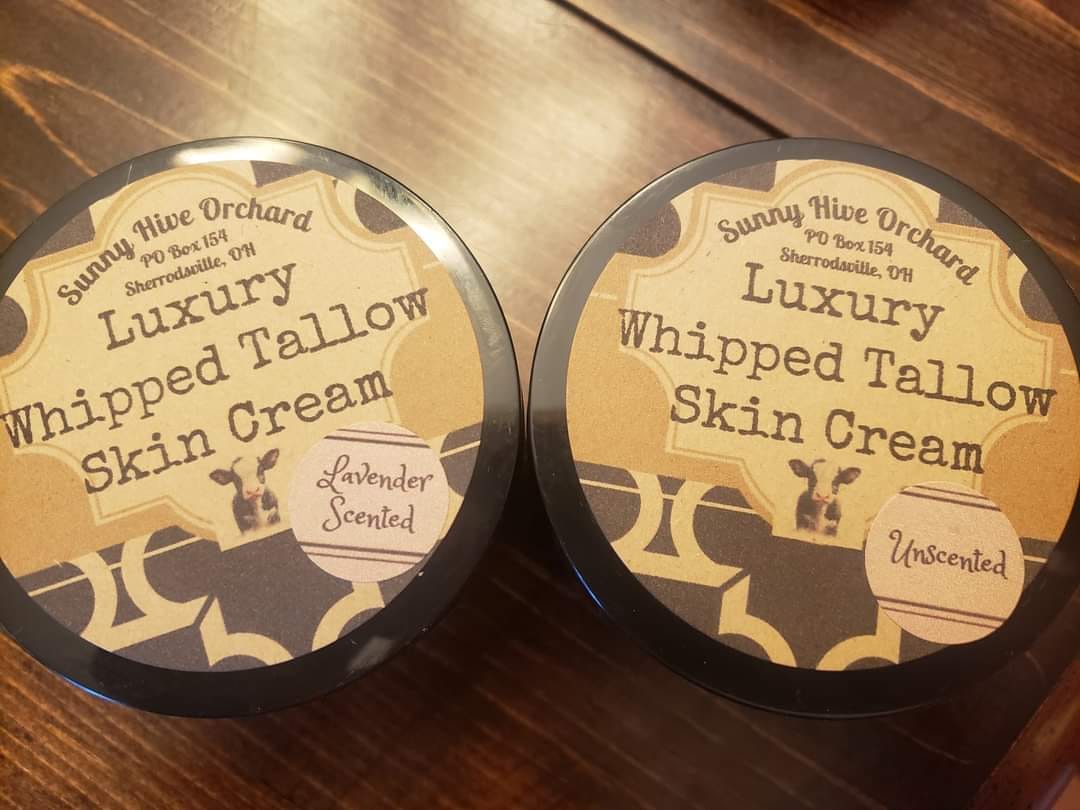 Sunny Hive Orchard
PO Box 154
Sherrodsville, OH
Luxury
Whipped Tallow
Skin Cream
Lavender
Scented
Sunny Hive Orchard
PO Box 154
Sherrodsville, OH
Luxury
Whipped Tallow
Skin Cream
Unscented